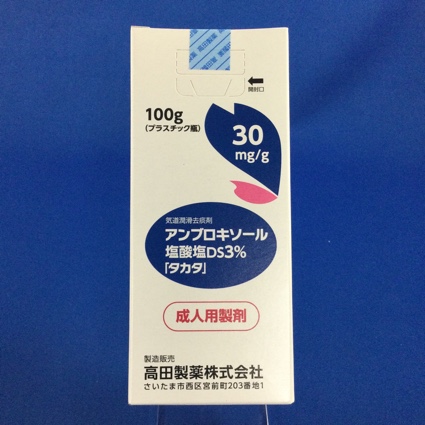 開封口
100g
(プラスチック瓶)
30
mg/g
気道潤滑去痰剤
アンブロキソール
塩酸塩DS3%
「タカタ」
成人用製剤
製造販売
高田製薬株式会社
さいたま市西区宮前町203番地1